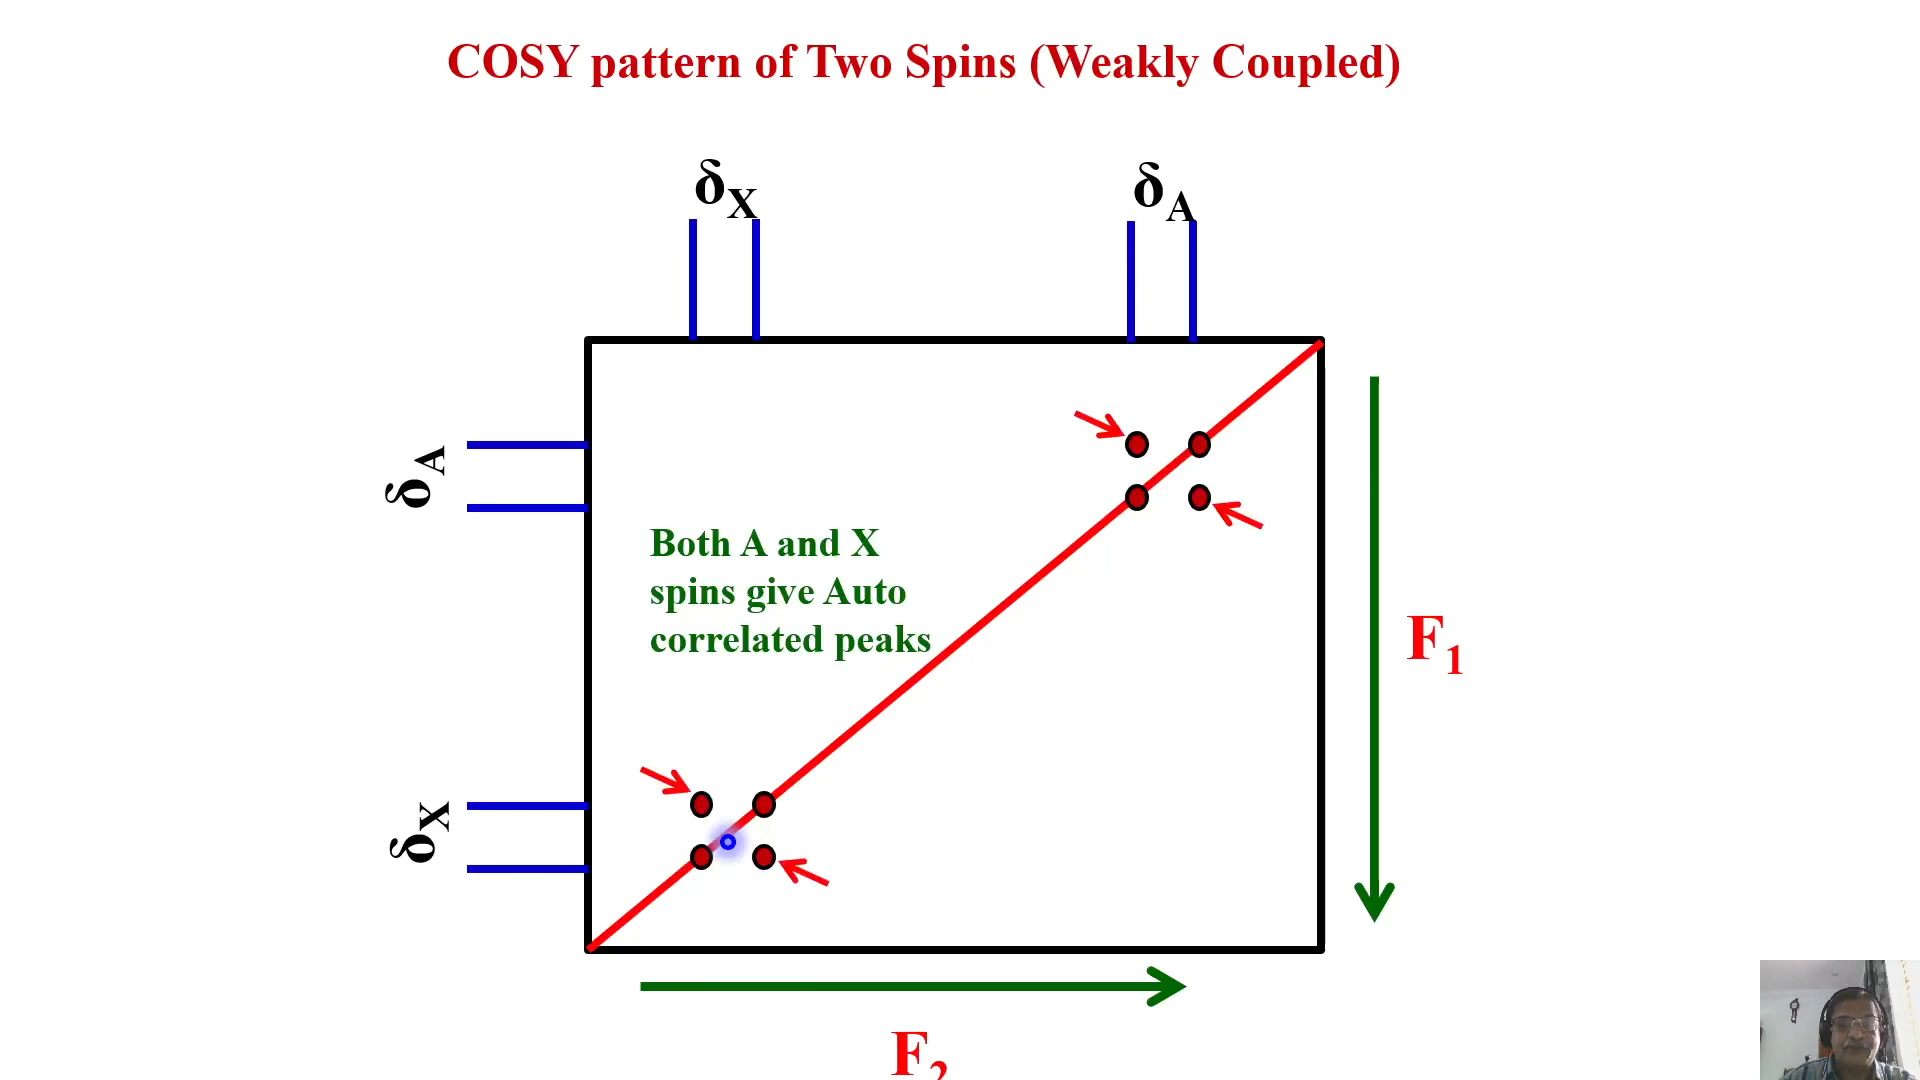 COSY pattern of Two Spins (Weakly Coupled)
δX
δA
δA
Both A and X
spins give Auto
correlated peaks
F1
δX
F2